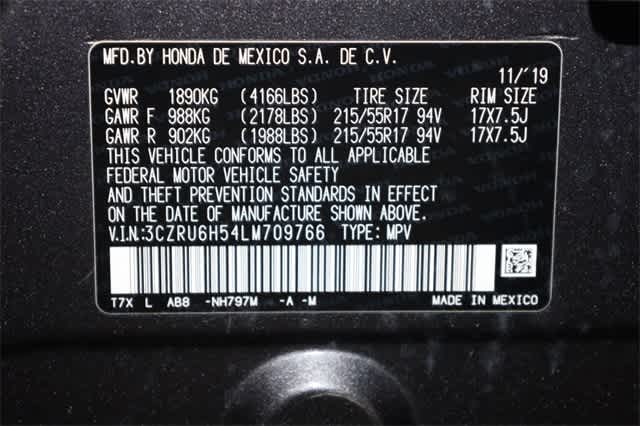 MFD.BY HONDA DE MEXICO S.A. DE C.V.
11/'19
GVWR 1890KG (4166LBS) TIRE SIZE RIM SIZE
GAWR F 988KG (2178LBS) 215/55R17 94V 17X7.5J
GAWR R 902KG (1988LBS) 215/55R17 94V 17X7.5J
THIS VEHICLE CONFORMS TO ALL APPLICABLE
FEDERAL MOTOR VEHICLE SAFETY
AND THEFT PREVENTION STANDARDS IN EFFECT
ON THE DATE OF MANUFACTURE SHOWN ABOVE.
V.I.N.:3CZRU6H54LM709766 TYPE: MPV
T7X L AB8 -NH797M -A -M MADE IN MEXICO